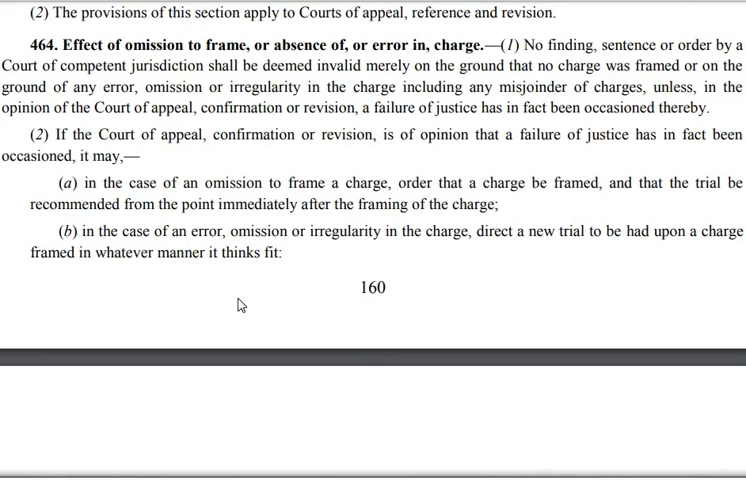 (2) The provisions of this section apply to Courts of appeal, reference and revision.
464. Effect of omission to frame, or absence of, or error in, charge.—(1) No finding, sentence or order by a
Court of competent jurisdiction shall be deemed invalid merely on the ground that no charge was framed or on the
ground of any error, omission or irregularity in the charge including any misjoinder of charges, unless, in the
opinion of the Court of appeal, confirmation or revision, a failure of justice has in fact been occasioned thereby.
(2) If the Court of appeal, confirmation or revision, is of opinion that a failure of justice has in fact been
occasioned, it may,—
(a) in the case of an omission to frame a charge, order that a charge be framed, and that the trial be
recommended from the point immediately after the framing of the charge;
(b) in the case of an error, omission or irregularity in the charge, direct a new trial to be had upon a charge
framed in whatever manner it thinks fit:
160